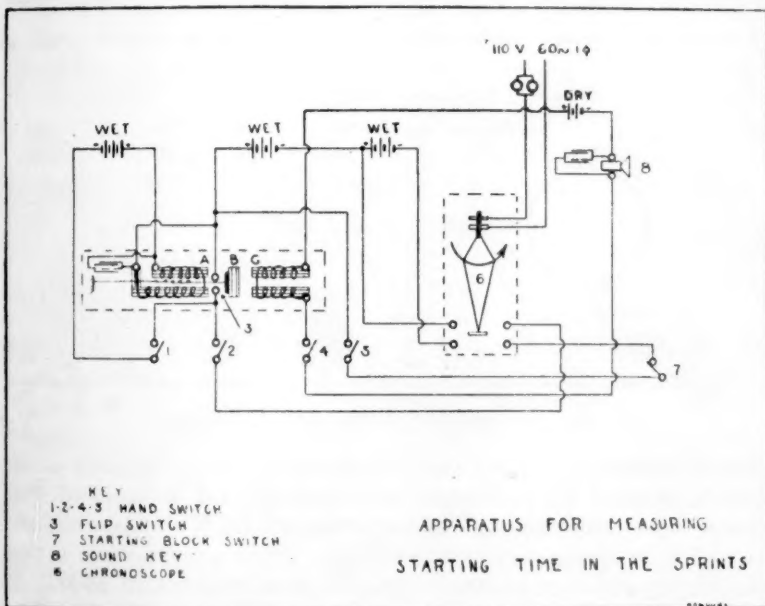 110 V 60~ 1φ
DRY
WET WET WET
8
A B C
6
3
1 2 4 3
7
KEY
1-2-4-3 HAND SWITCH
3 FLIP SWITCH
7 STARTING BLOCK SWITCH
8 SOUND KEY
6 CHRONOSCOPE
APPARATUS FOR MEASURING
STARTING TIME IN THE SPRINTS